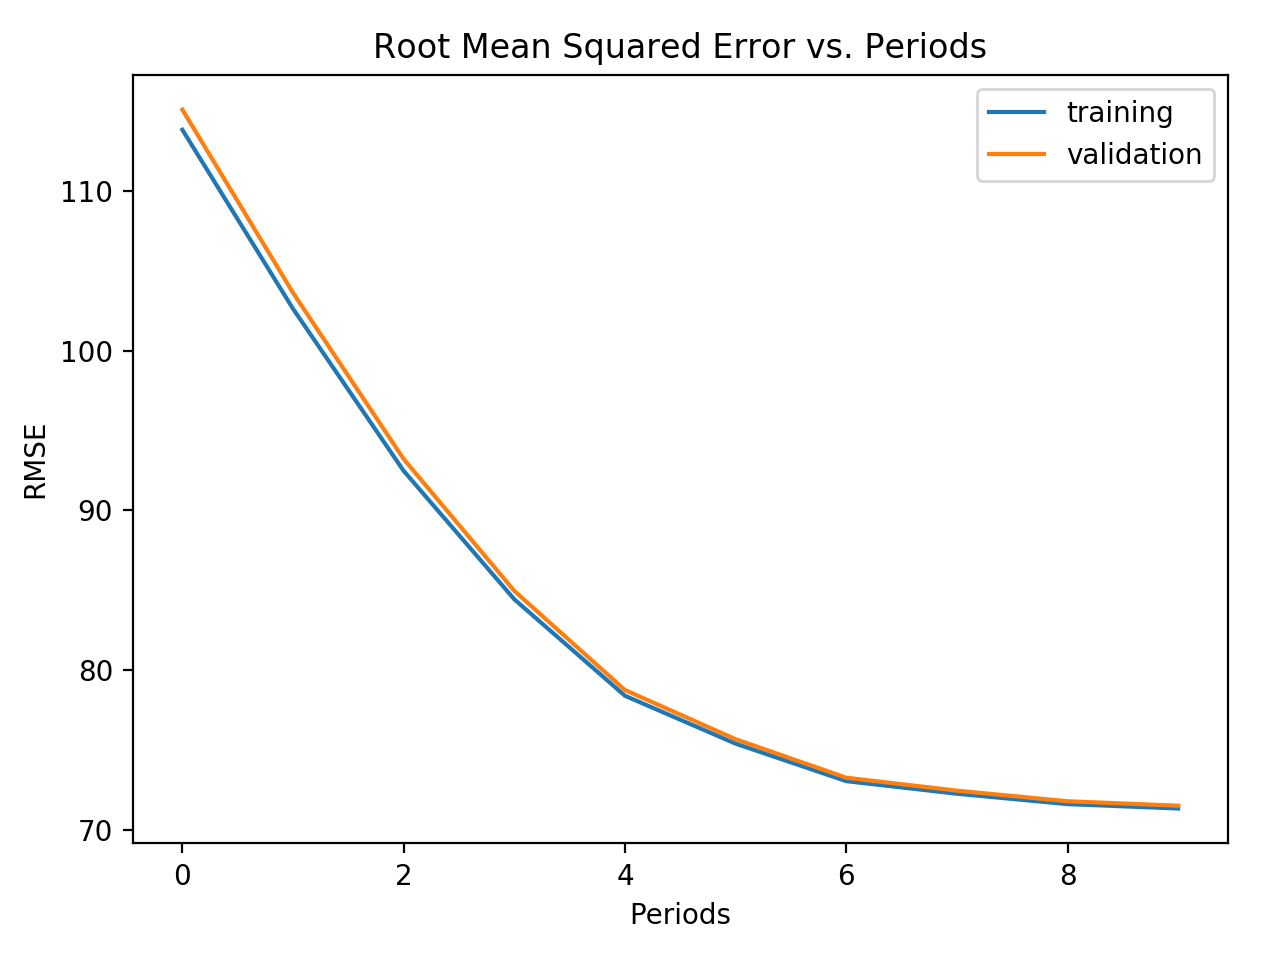 Root Mean Squared Error vs. Periods
training
validation
110
100
90
80
70
RMSE
0 2 4 6 8
Periods